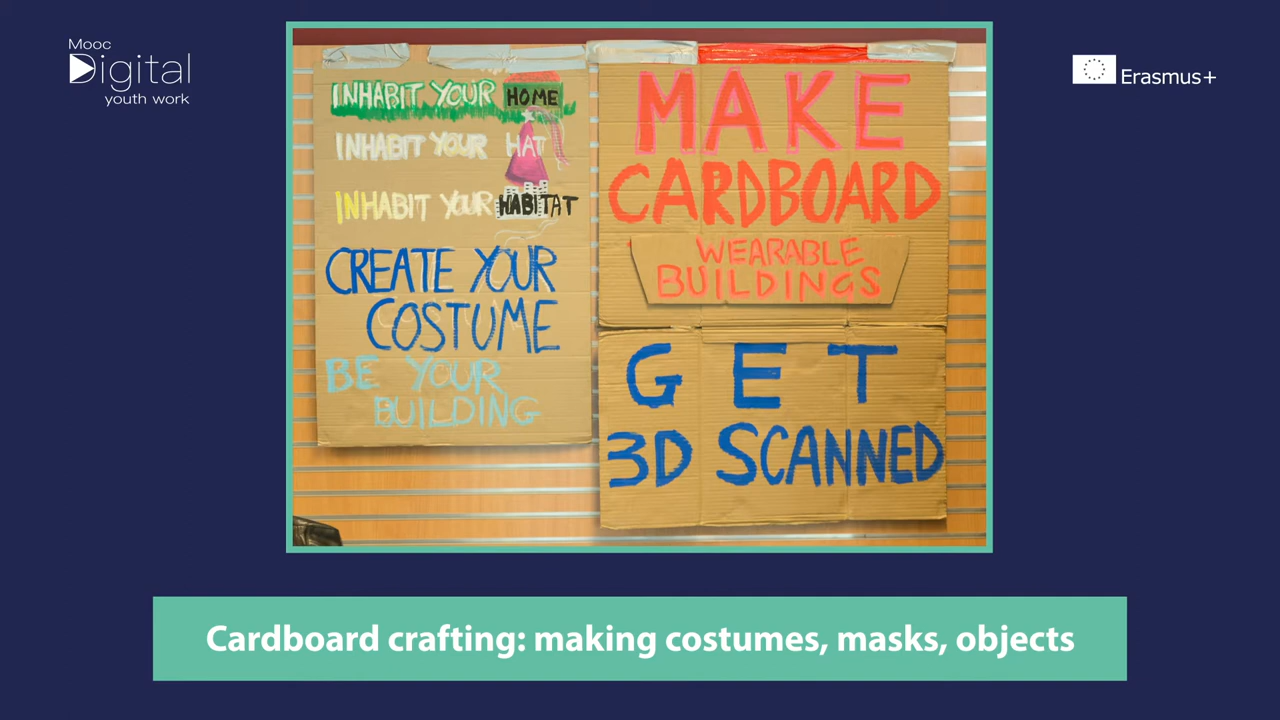 Mooc
Digital
youth work
Erasmus+
INHABIT YOUR HOME
INHABIT YOUR HAT
INHABIT YOUR HABITAT
CREATE YOUR
COSTUME
BE YOUR
BUILDING
MAKE
CARDBOARD
WEARABLE
BUILDINGS
GET
3D SCANNED
Cardboard crafting: making costumes, masks, objects